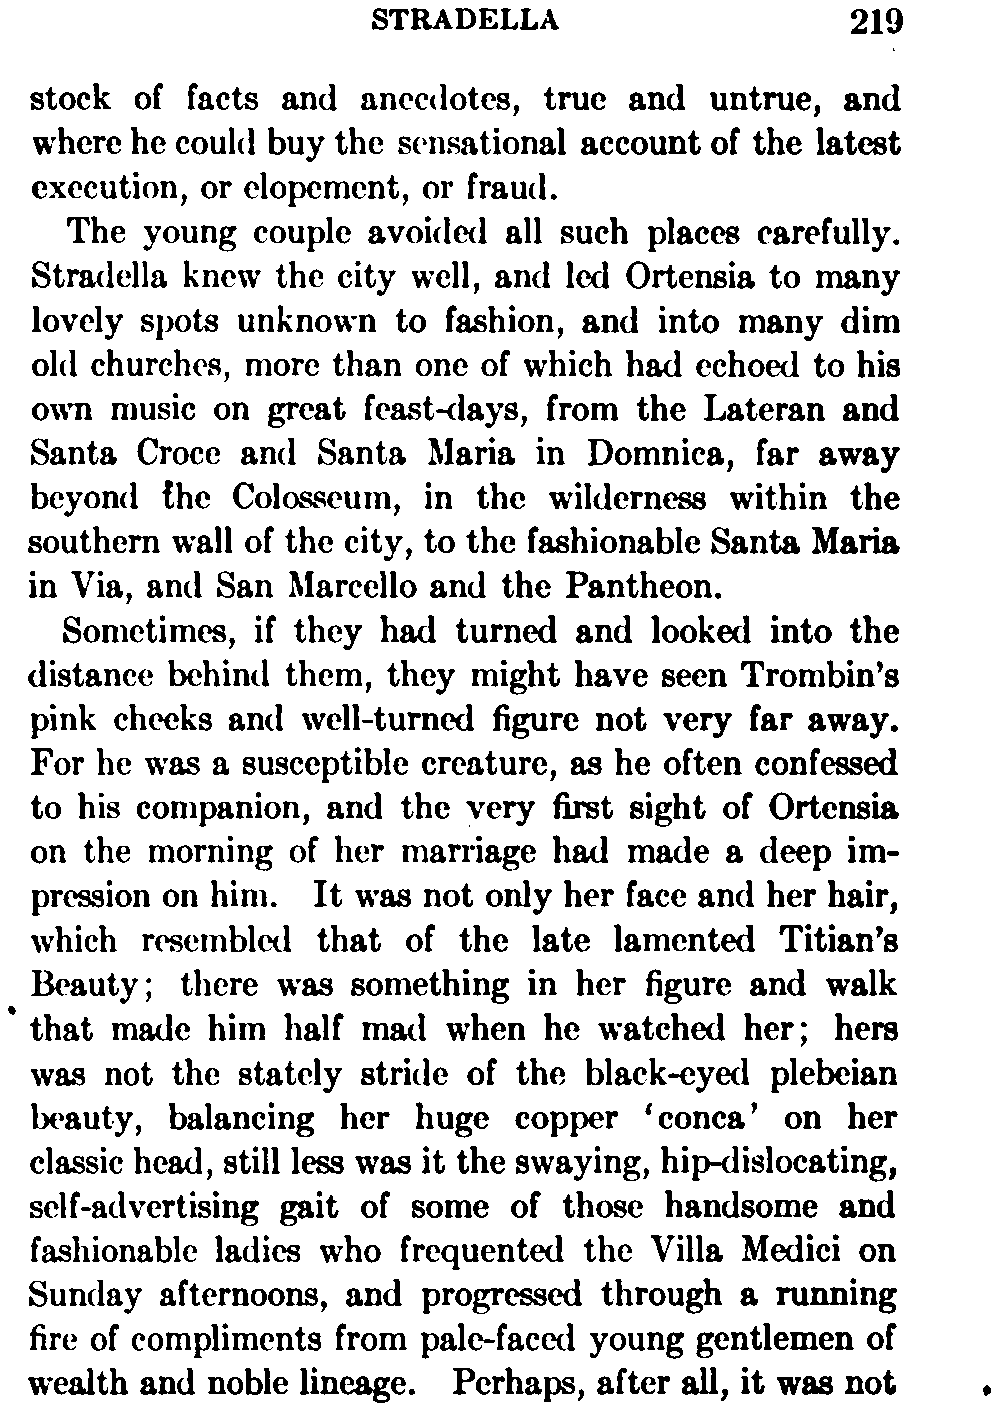 STRADELLA 219
stock of facts and anecdotes, true and untrue, and
where he could buy the sensational account of the latest
execution, or elopement, or fraud.
The young couple avoided all such places carefully.
Stradella knew the city well, and led Ortensia to many
lovely spots unknown to fashion, and into many dim
old churches, more than one of which had echoed to his
own music on great feast-days, from the Lateran and
Santa Croce and Santa Maria in Domnica, far away
beyond the Colosseum, in the wilderness within the
southern wall of the city, to the fashionable Santa Maria
in Via, and San Marcello and the Pantheon.
Sometimes, if they had turned and looked into the
distance behind them, they might have seen Trombin's
pink cheeks and well-turned figure not very far away.
For he was a susceptible creature, as he often confessed
to his companion, and the very first sight of Ortensia
on the morning of her marriage had made a deep im-
pression on him. It was not only her face and her hair,
which resembled that of the late lamented Titian's
Beauty; there was something in her figure and walk
that made him half mad when he watched her; hers
was not the stately stride of the black-eyed plebeian
beauty, balancing her huge copper 'conca' on her
classic head, still less was it the swaying, hip-dislocating,
self-advertising gait of some of those handsome and
fashionable ladies who frequented the Villa Medici on
Sunday afternoons, and progressed through a running
fire of compliments from pale-faced young gentlemen of
wealth and noble lineage. Perhaps, after all, it was not